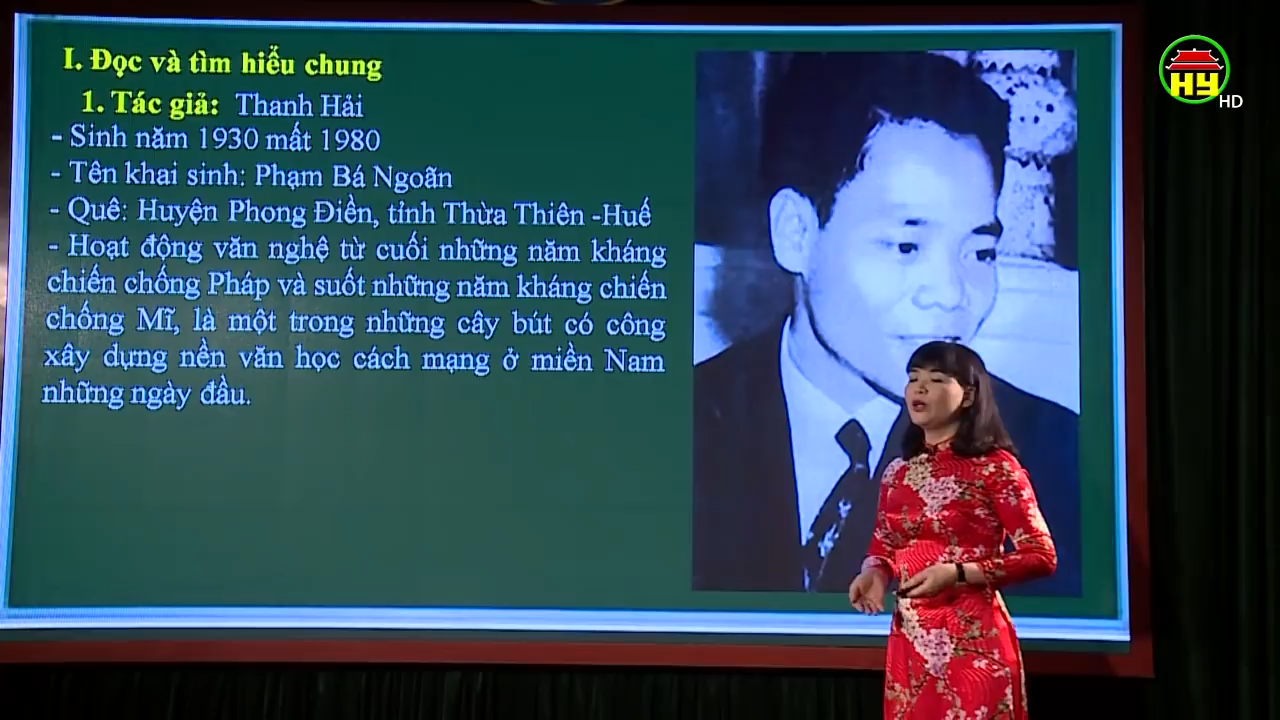 I. Đọc và tìm hiểu chung
1. Tác giả: Thanh Hải
- Sinh năm 1930 mất 1980
- Tên khai sinh: Phạm Bá Ngoãn
- Quê: Huyện Phong Điền, tỉnh Thừa Thiên -Huế
- Hoạt động văn nghệ từ cuối những năm kháng
chiến chống Pháp và suốt những năm kháng chiến
chống Mĩ, là một trong những cây bút có công
xây dựng nền văn học cách mạng ở miền Nam
những ngày đầu.
HY
HD